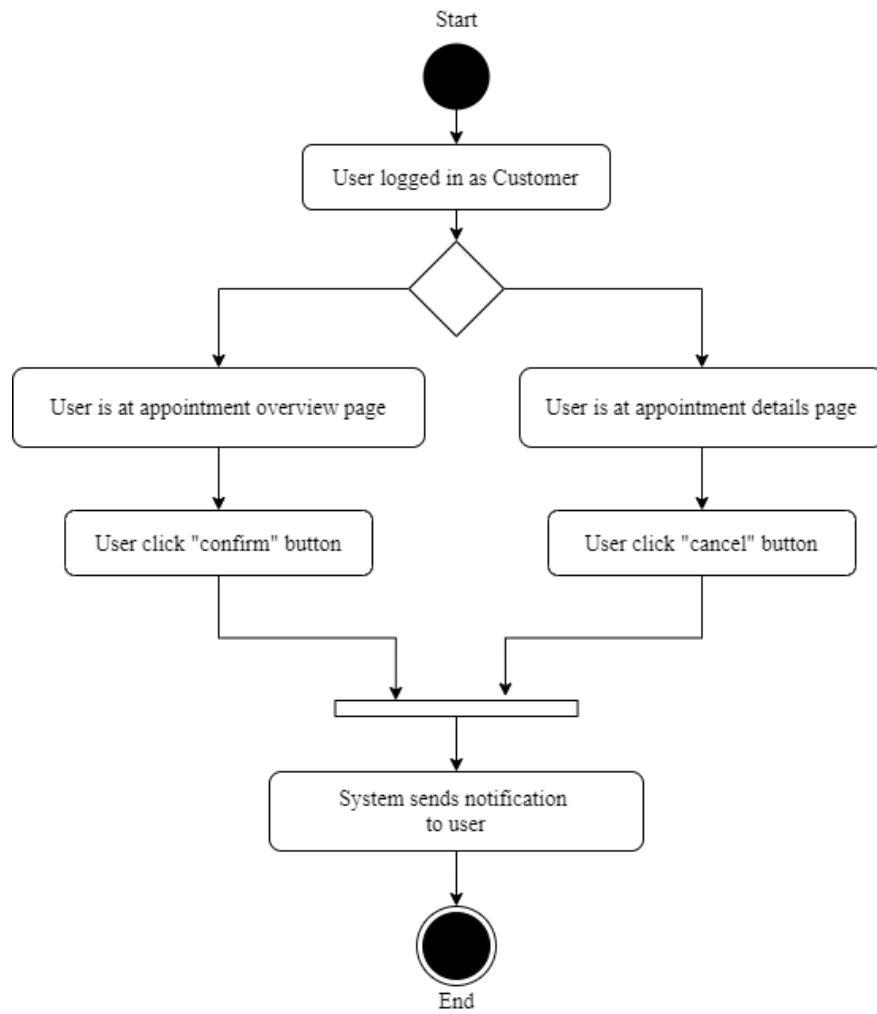 Start
User logged in as Customer
User is at appointment overview page
User is at appointment details page
User click "confirm" button
User click "cancel" button
System sends notification
to user
End